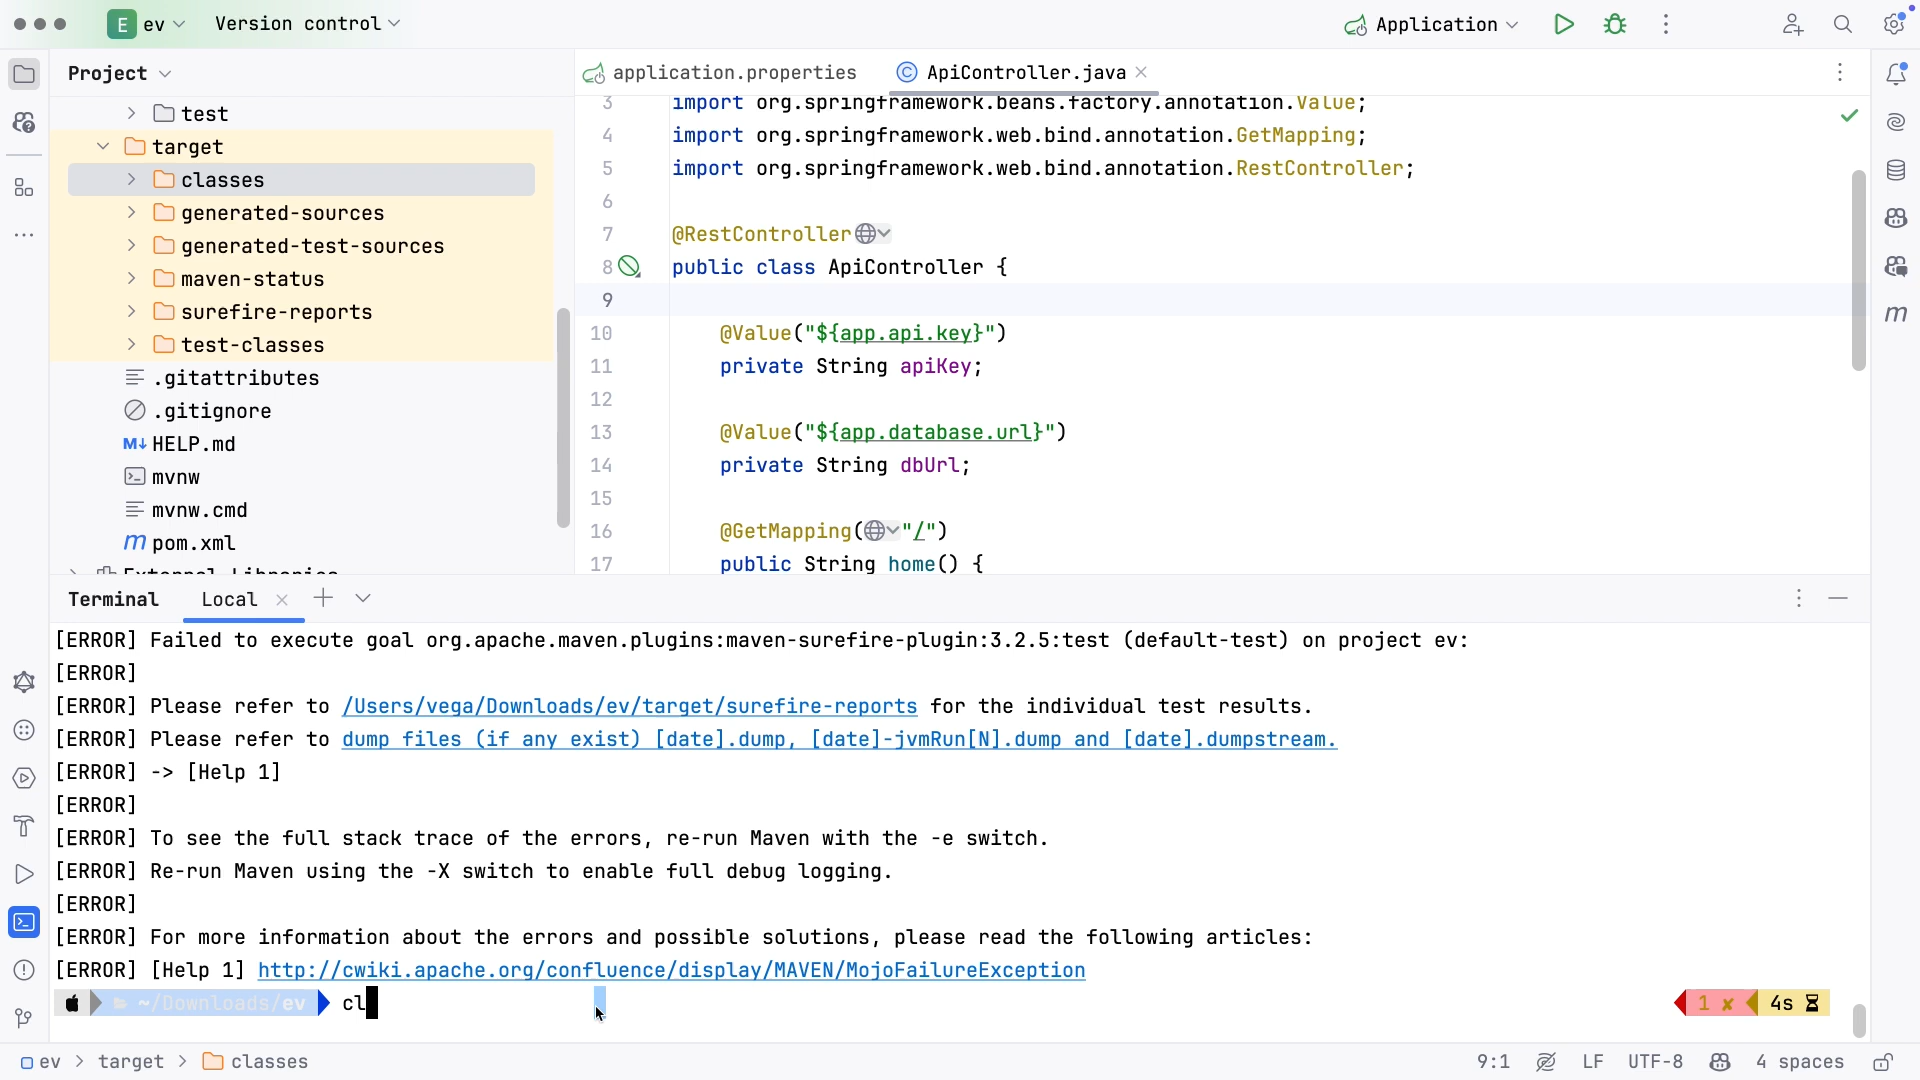 E ev Version control Application
Project
application.properties ApiController.java
test
target
classes
generated-sources
generated-test-sources
maven-status
surefire-reports
test-classes
.gitattributes
.gitignore
M↓ HELP.md
mvnw
mvnw.cmd
m pom.xml
External Libraries
3 import org.springframework.beans.factory.annotation.Value;
4 import org.springframework.web.bind.annotation.GetMapping;
5 import org.springframework.web.bind.annotation.RestController;
6
7 @RestController
8 public class ApiController {
9
10 @Value("${app.api.key}")
11 private String apiKey;
12
13 @Value("${app.database.url}")
14 private String dbUrl;
15
16 @GetMapping("/")
17 public String home() {
m
Terminal Local
[ERROR] Failed to execute goal org.apache.maven.plugins:maven-surefire-plugin:3.2.5:test (default-test) on project ev:
[ERROR]
[ERROR] Please refer to /Users/vega/Downloads/ev/target/surefire-reports for the individual test results.
[ERROR] Please refer to dump files (if any exist) [date].dump, [date]-jvmRun[N].dump and [date].dumpstream.
[ERROR] -> [Help 1]
[ERROR]
[ERROR] To see the full stack trace of the errors, re-run Maven with the -e switch.
[ERROR] Re-run Maven using the -X switch to enable full debug logging.
[ERROR]
[ERROR] For more information about the errors and possible solutions, please read the following articles:
[ERROR] [Help 1] http://cwiki.apache.org/confluence/display/MAVEN/MojoFailureException
~/Downloads/ev cl 1 ✘ 4s
ev > target > classes 9:1 LF UTF-8 4 spaces